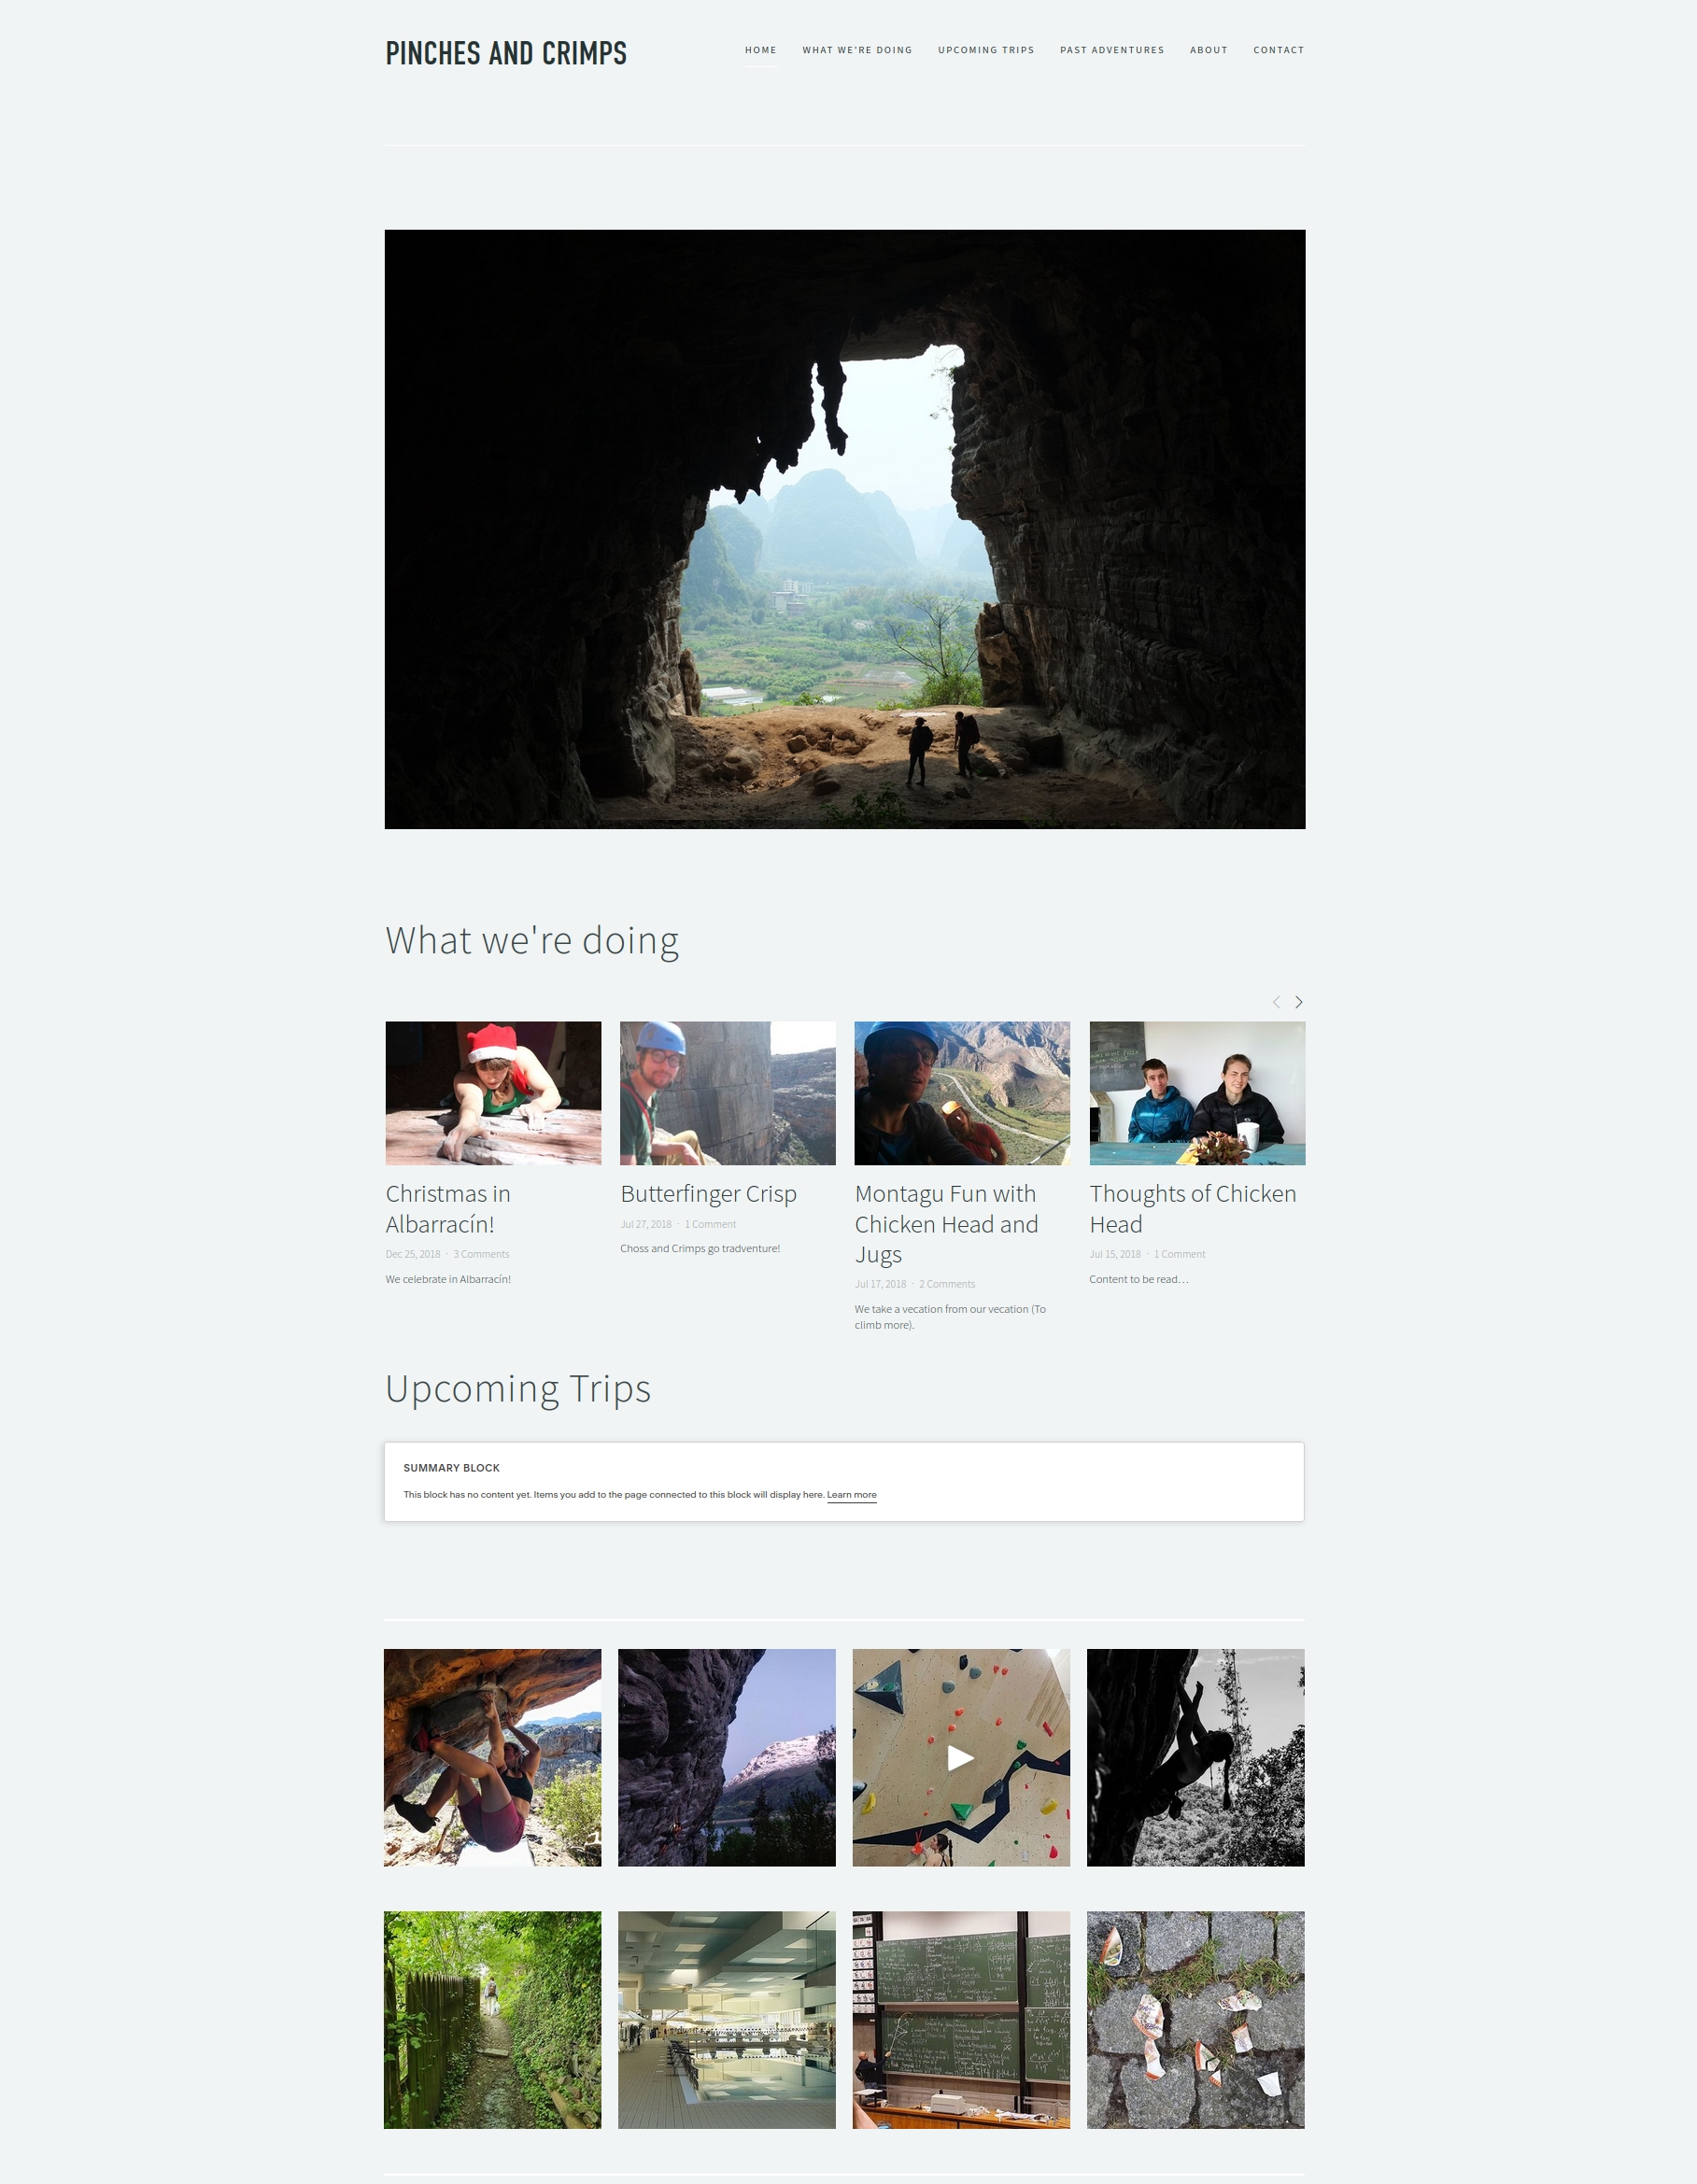 PINCHES AND CRIMPS
HOME WHAT WE'RE DOING UPCOMING TRIPS PAST ADVENTURES ABOUT CONTACT
What we're doing
Christmas in
Albarracín!
Dec 25, 2018 · 3 Comments
We celebrate in Albarracín!
Butterfinger Crisp
Jul 27, 2018 · 1 Comment
Choss and Crimps go tradventure!
Montagu Fun with
Chicken Head and
Jugs
Jul 17, 2018 · 2 Comments
We take a vecation from our vecation (To
climb more).
Thoughts of Chicken
Head
Jul 15, 2018 · 1 Comment
Content to be read…
Upcoming Trips
SUMMARY BLOCK
This block has no content yet. Items you add to the page connected to this block will display here. Learn more